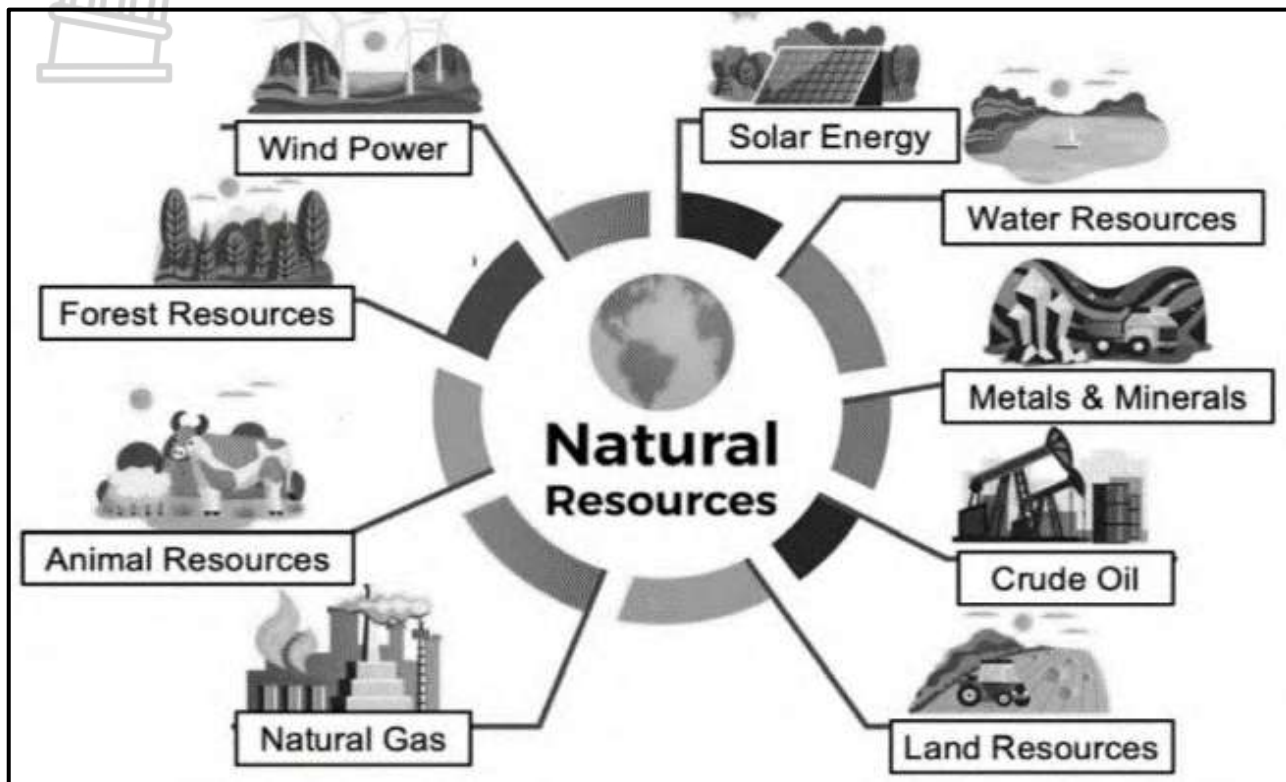 Wind Power
Solar Energy
Water Resources
Forest Resources
Metals & Minerals
Natural
Resources
Animal Resources
Crude Oil
Natural Gas
Land Resources